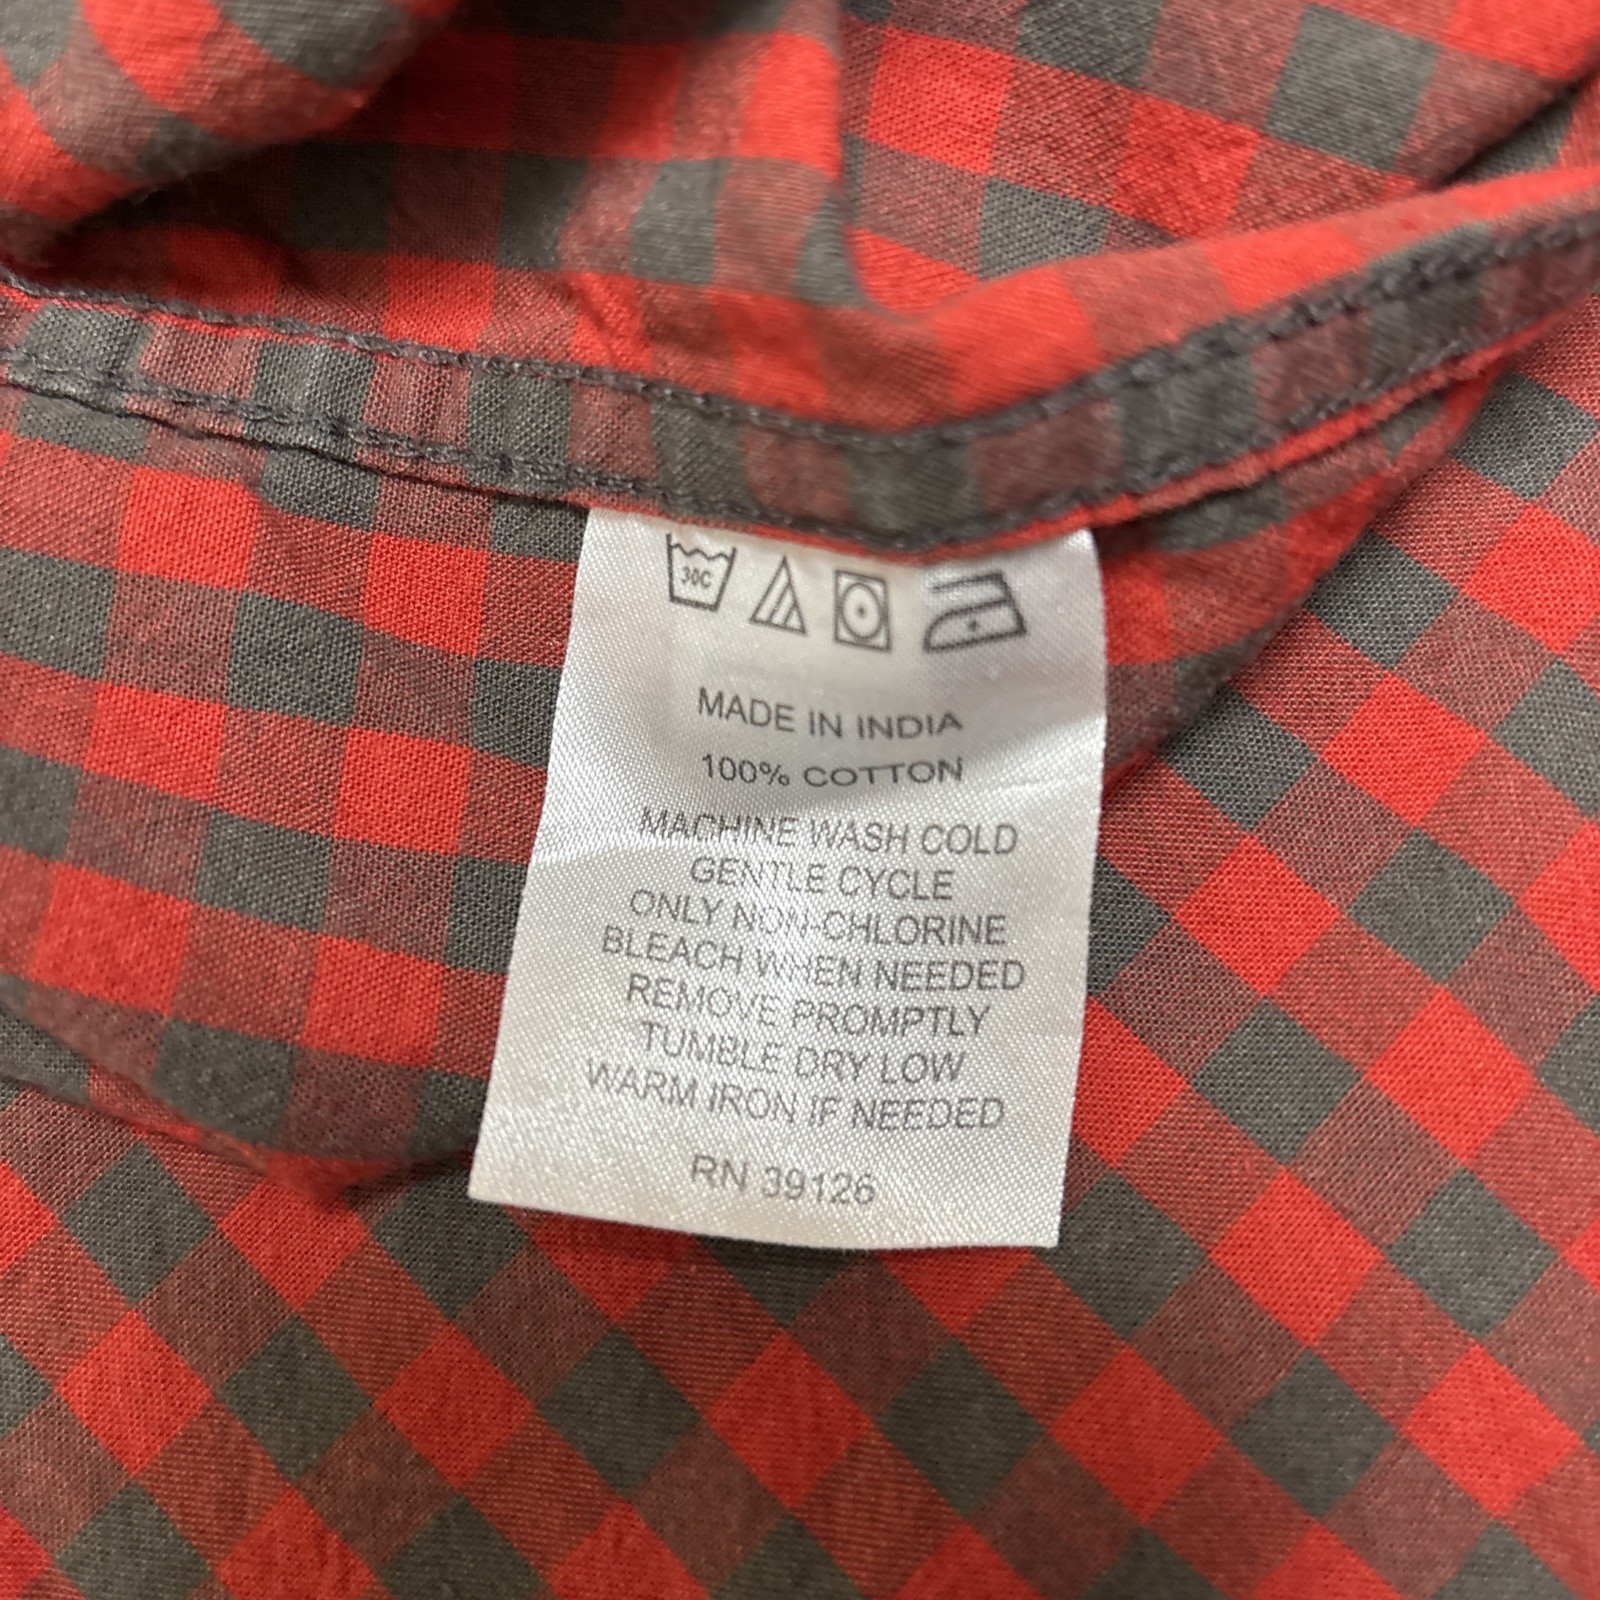 30C
MADE IN INDIA
100% COTTON
MACHINE WASH COLD
GENTLE CYCLE
ONLY NON-CHLORINE
BLEACH WHEN NEEDED
REMOVE PROMPTLY
TUMBLE DRY LOW
WARM IRON IF NEEDED
RN 39126